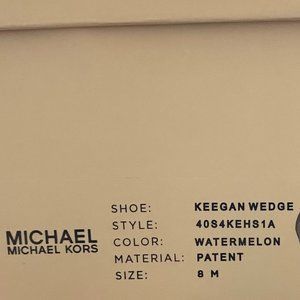 MICHAEL
MICHAEL KORS
SHOE: KEEGAN WEDGE
STYLE: 40S4KEHS1A
COLOR: WATERMELON
MATERIAL: PATENT
SIZE: 8 M